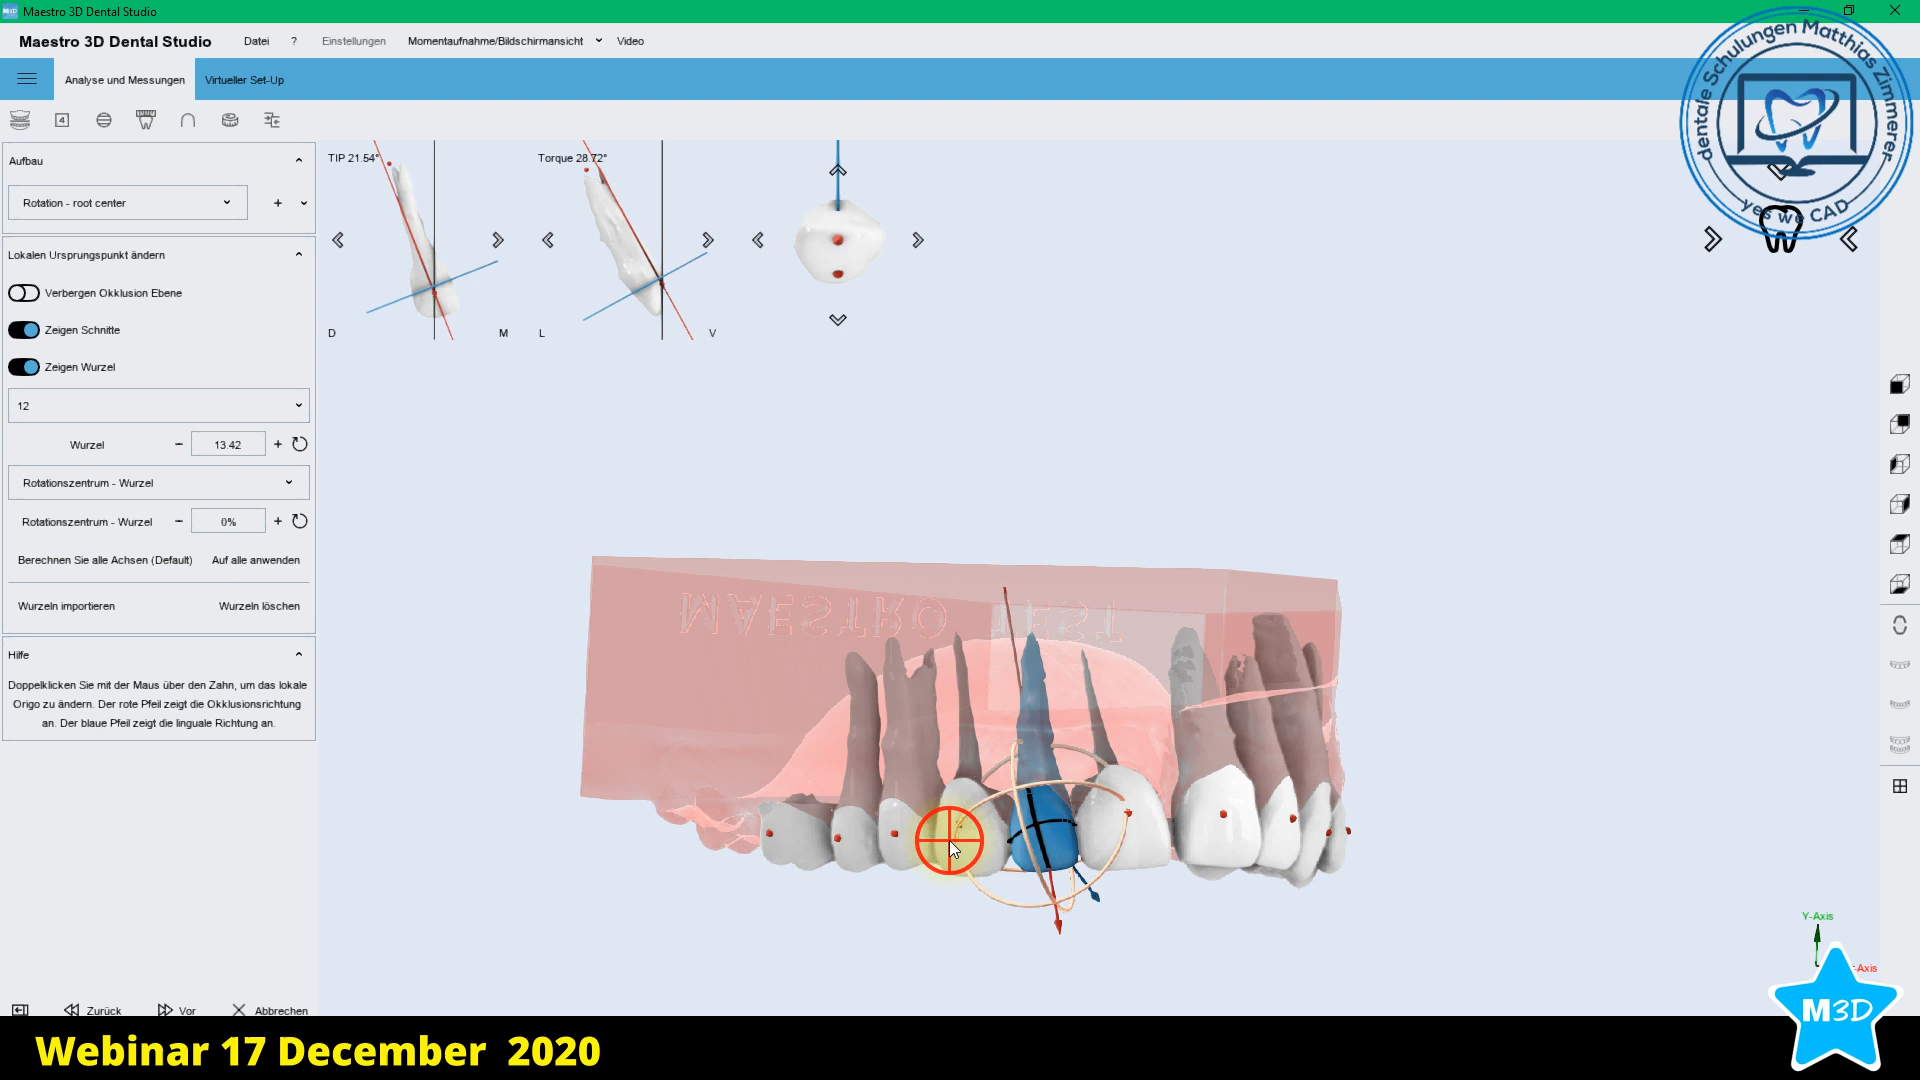 Maestro 3D Dental Studio
Maestro 3D Dental Studio
Datei
?
Einstellungen
Momentaufnahme/Bildschirmansicht
Video
Analyse und Messungen
Virtueller Set-Up
4
dentale Schulungen Matthias Zimmerer
yes we CAD
Aufbau
Rotation - root center
+
Lokalen Ursprungspunkt ändern
Verbergen Okklusion Ebene
Zeigen Schnitte
Zeigen Wurzel
12
Wurzel
−
13.42
+
Rotationszentrum - Wurzel
Rotationszentrum - Wurzel
−
0%
+
Berechnen Sie alle Achsen (Default)
Auf alle anwenden
Wurzeln importieren
Wurzeln löschen
Hilfe
Doppelklicken Sie mit der Maus über den Zahn, um das lokale
Origo zu ändern. Der rote Pfeil zeigt die Okklusionsrichtung
an. Der blaue Pfeil zeigt die linguale Richtung an.
TIP 21.54°
D
M
Torque 28.72°
L
V
MAESTRO TEST
Y-Axis
-Axis
Zurück
Vor
Abbrechen
Webinar 17 December 2020
M3D